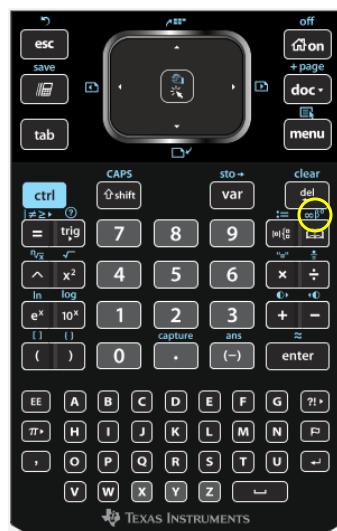 off
esc
on
save
+ page
doc
tab
menu
CAPS sto→ clear
ctrl ⇧shift var del
|≠≥▸ ? := ∞β°
= trig 7 8 9 |□|{
ⁿ√x √ "≈" ÷
^ x² 4 5 6 × ÷
ln log
eˣ 10ˣ 1 2 3 + −
[ ] { } capture ans ≈
( ) 0 . (−) enter
EE A B C D E F G ?!▸
π▸ H I J K L M N
, O P Q R S T U ↵
V W X Y Z
TEXAS INSTRUMENTS